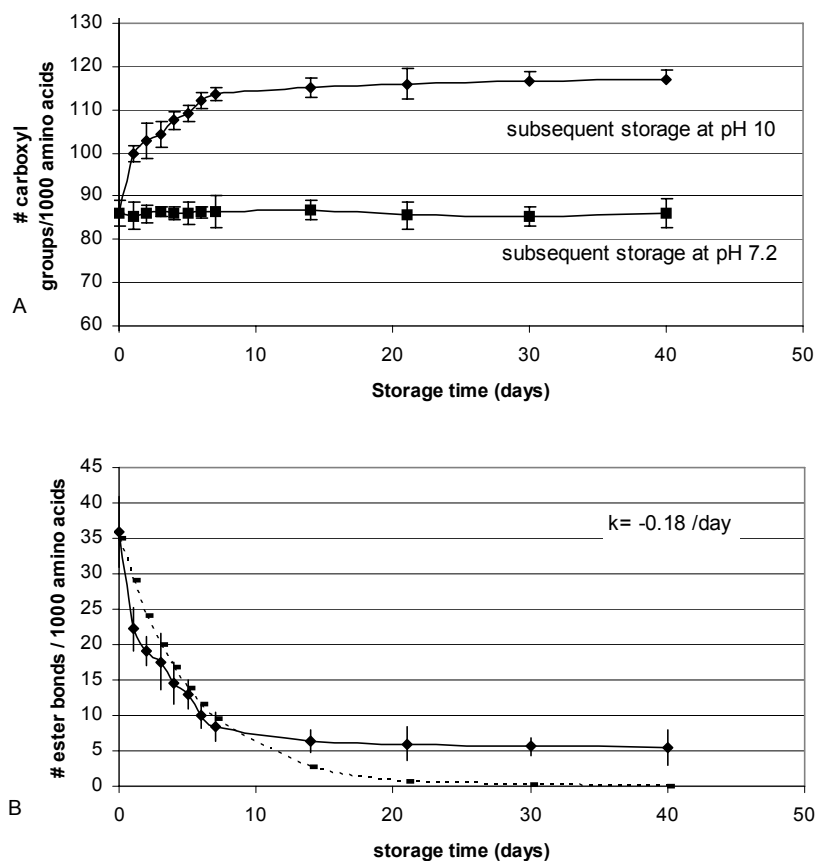 130
120
110
100
90
80
70
60
# carboxyl
groups/1000 amino acids
subsequent storage at pH 10
subsequent storage at pH 7.2
A
0 10 20 30 40 50
Storage time (days)
45
40
35
30
25
20
15
10
5
0
# ester bonds / 1000 amino acids
k= -0.18 /day
B
0 10 20 30 40 50
storage time (days)